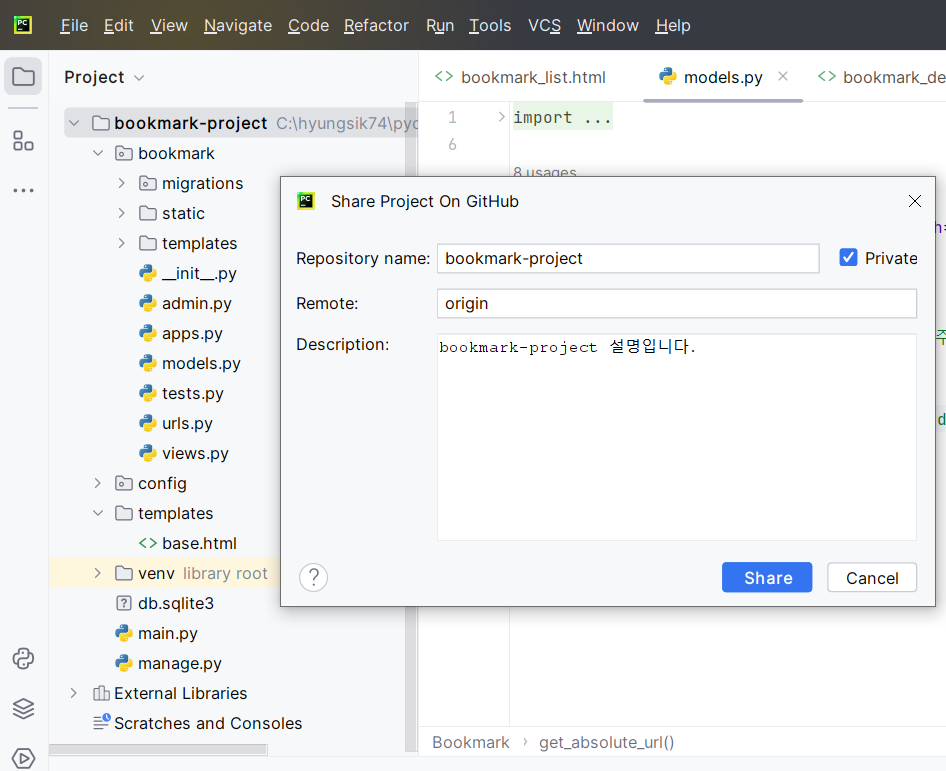 File Edit View Navigate Code Refactor Run Tools VCS Window Help
Project
bookmark_list.html models.py bookmark_de
bookmark-project C:\hyungsik74\pyc
bookmark
migrations
static
templates
__init__.py
admin.py
apps.py
models.py
tests.py
urls.py
views.py
config
templates
base.html
venv library root
db.sqlite3
main.py
manage.py
External Libraries
Scratches and Consoles
1 import ...
6
8 usages
Share Project On GitHub
Repository name: bookmark-project Private
Remote: origin
Description: bookmark-project 설명입니다.
? Share Cancel
Bookmark › get_absolute_url()